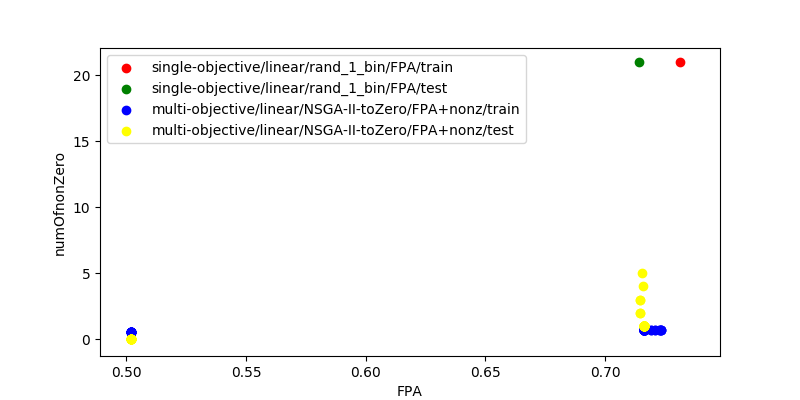 single-objective/linear/rand_1_bin/FPA/train
single-objective/linear/rand_1_bin/FPA/test
multi-objective/linear/NSGA-II-toZero/FPA+nonz/train
multi-objective/linear/NSGA-II-toZero/FPA+nonz/test
numOfnonZero
20
15
10
5
0
0.50 0.55 0.60 0.65 0.70
FPA